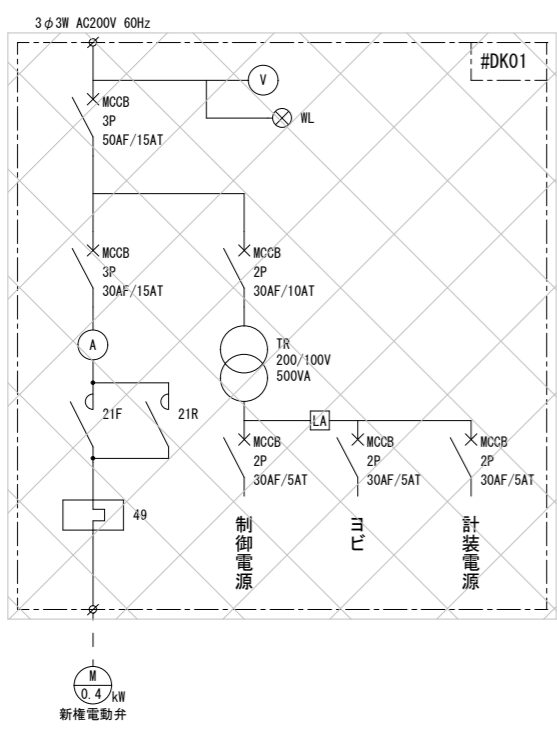 3φ3W AC200V 60Hz
#DK01
V
WL
MCCB
3P
50AF/15AT
MCCB
3P
30AF/15AT
MCCB
2P
30AF/10AT
A
TR
200/100V
500VA
21F
21R
LA
MCCB
2P
30AF/5AT
MCCB
2P
30AF/5AT
MCCB
2P
30AF/5AT
49
制御電源
ヨビ
計装電源
M
0.4 kW
新権電動弁